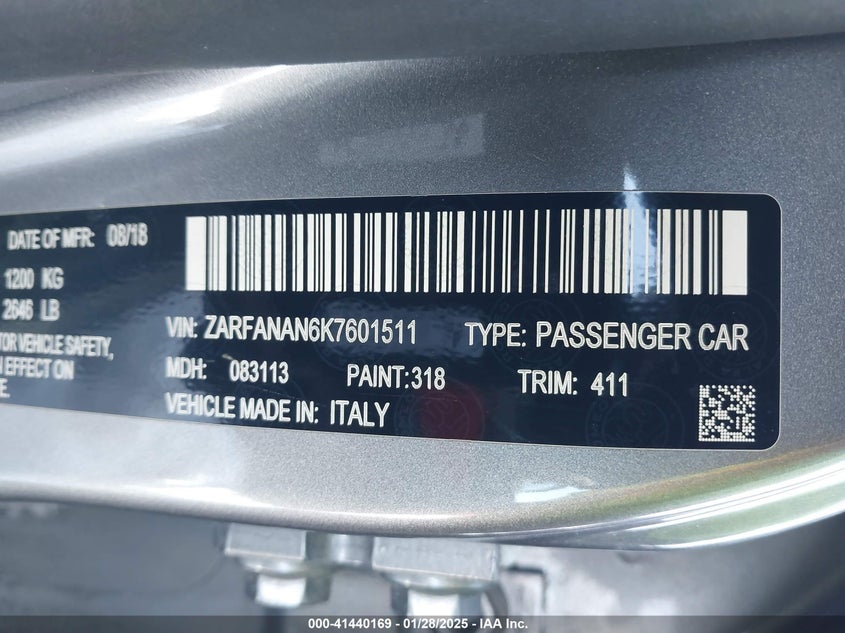 DATE OF MFR: 08/18
1200 KG
2646 LB
VIN: ZARFANAN6K7601511 TYPE: PASSENGER CAR
VEHICLE SAFETY,
MDH: 083113 PAINT:318 TRIM: 411
EFFECT ON
VEHICLE MADE IN: ITALY
000-41440169 - 01/28/2025 - IAA Inc.